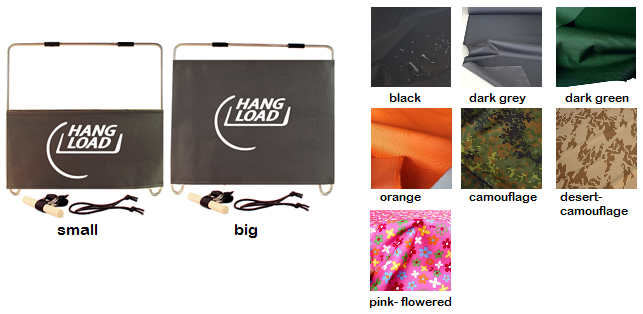 HANG
LOAD
HANG
LOAD
small
big
black
dark grey
dark green
orange
camouflage
desert-
camouflage
pink- flowered